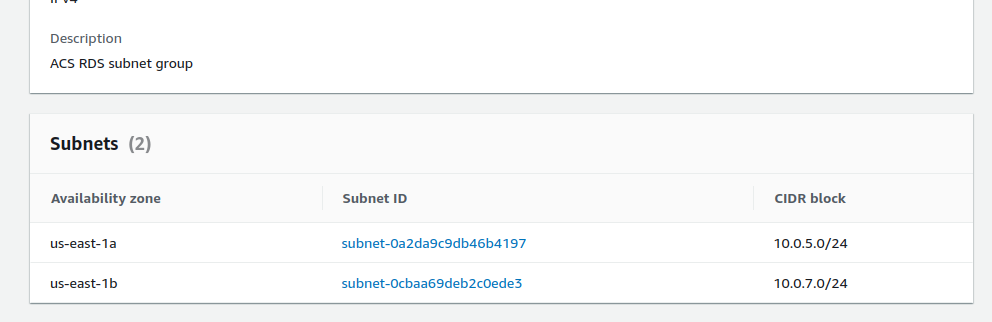 Description
ACS RDS subnet group
Subnets (2)
Availability zone Subnet ID CIDR block
us-east-1a subnet-0a2da9c9db46b4197 10.0.5.0/24
us-east-1b subnet-0cbaa69deb2c0ede3 10.0.7.0/24